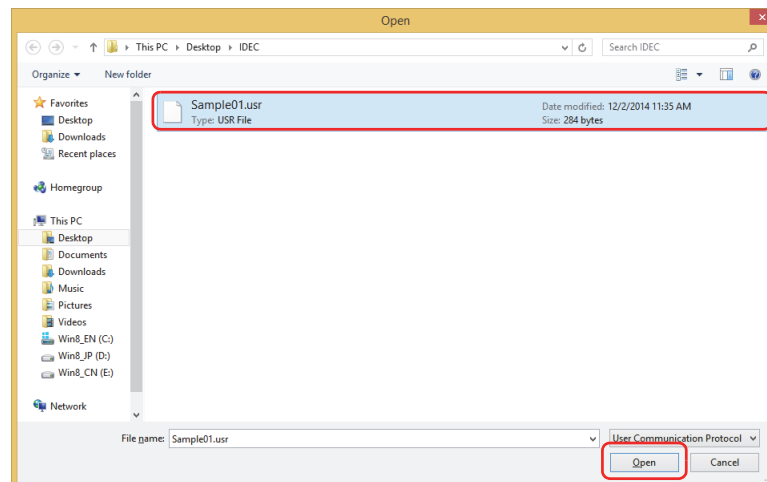 Open
This PC Desktop IDEC Search IDEC
Organize New folder
Favorites
Desktop
Downloads
Recent places
Homegroup
This PC
Desktop
Documents
Downloads
Music
Pictures
Videos
Win8_EN (C:)
Win8_JP (D:)
Win8_CN (E:)
Network
Sample01.usr
Type: USR File
Date modified: 12/2/2014 11:35 AM
Size: 284 bytes
File name: Sample01.usr
User Communication Protocol
Open Cancel